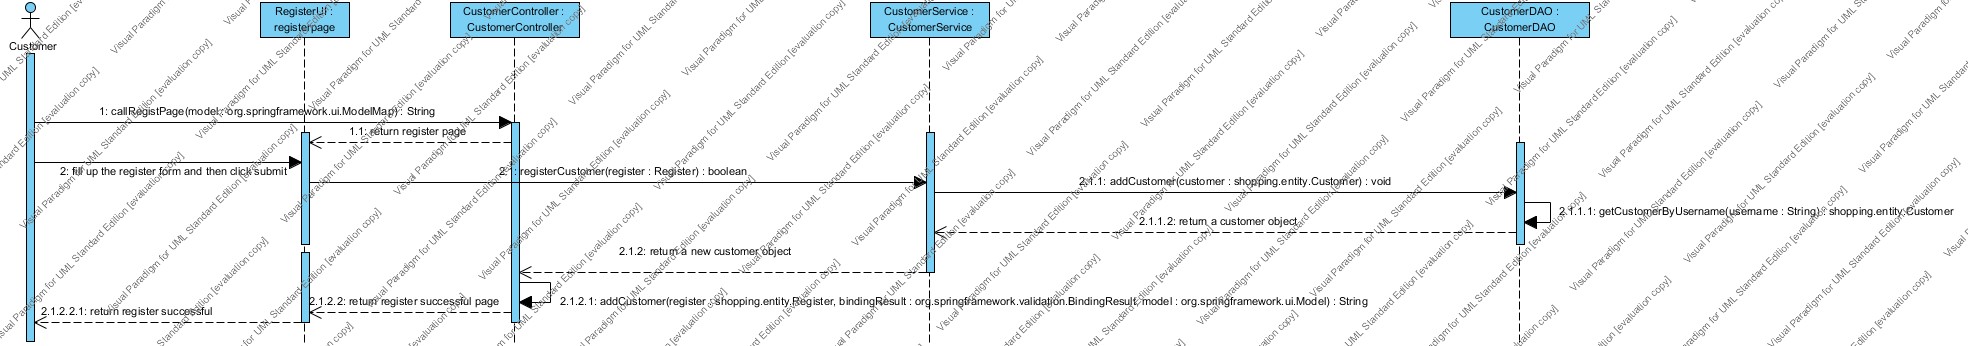 RegisterUI :
registerpage
CustomerController :
CustomerController
CustomerService :
CustomerService
CustomerDAO :
CustomerDAO
Customer
1: callRegistPage(model : org.springframework.ui.ModelMap) : String
1.1: return register page
2: fill up the register form and then click submit
2.1: registerCustomer(register : Register) : boolean
2.1.1: addCustomer(customer : shopping.entity.Customer) : void
2.1.1.1: getCustomerByUsername(username : String) : shopping.entity.Customer
2.1.1.2: return a customer object
2.1.2: return a new customer object
2.1.2.1: addCustomer(register : shopping.entity.Register, bindingResult : org.springframework.validation.BindingResult, model : org.springframework.ui.Model) : String
2.1.2.2: return register successful page
2.1.2.2.1: return register successful
Visual Paradigm for UML Standard Edition [evaluation copy]